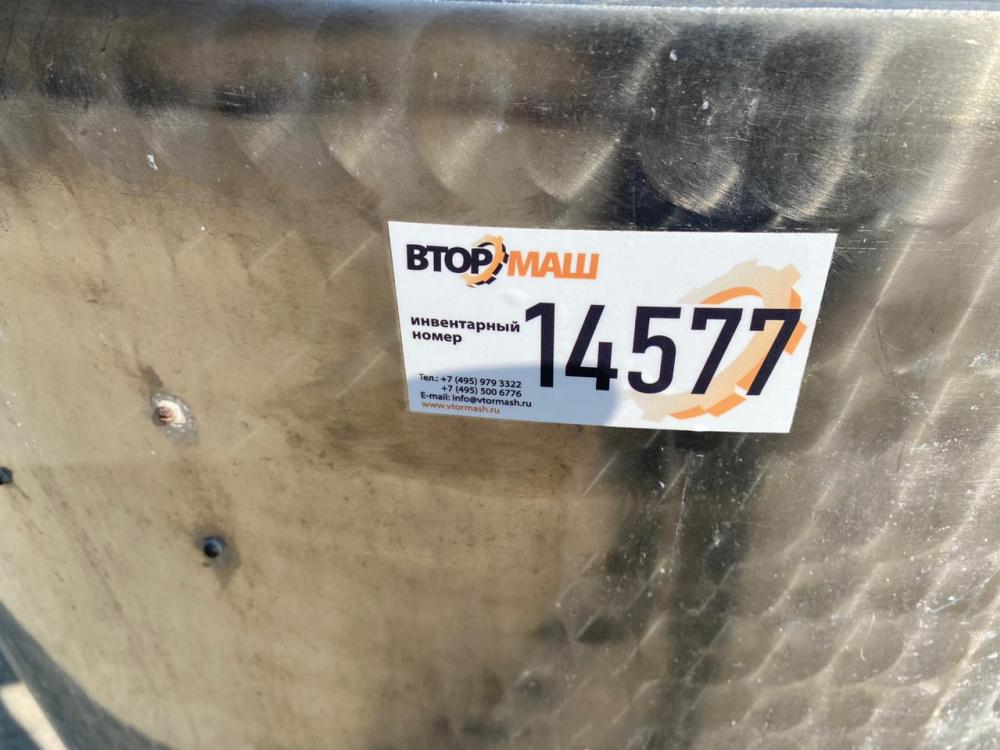 ВТОРМАШ
инвентарный
номер
14577
Тел.: +7 (495) 979 3322
+7 (495) 500 6776
E-mail: info@vtormash.ru
www.vtormash.ru